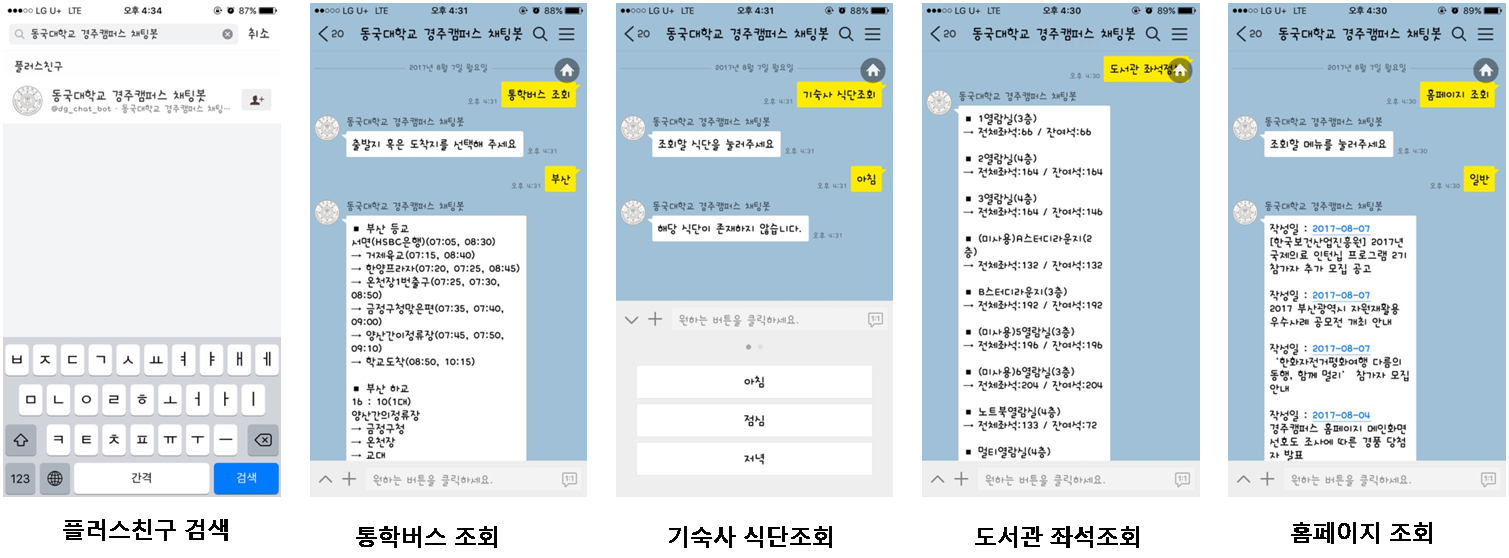 ●●●○○ LG U+ LTE 오후 4:34 87%
동국대학교 경주캠퍼스 채팅봇 취소
플러스친구
동국대학교 경주캠퍼스 채팅봇
@dg_chat_bot · 동국대학교 경주캠퍼스 채팅…
ㅂ ㅈ ㄷ ㄱ ㅅ ㅛ ㅕ ㅑ ㅐ ㅔ
ㅁ ㄴ ㅇ ㄹ ㅎ ㅗ ㅓ ㅏ ㅣ
ㅋ ㅌ ㅊ ㅍ ㅠ ㅜ ㅡ
123 간격 검색
플러스친구 검색
●●●○○ LG U+ LTE 오후 4:31 88%
20 동국대학교 경주캠퍼스 채팅봇
2017년 8월 7일 월요일
통학버스 조회
오후 4:31
동국대학교 경주캠퍼스 채팅봇
출발지 혹은 도착지를 선택해 주세요
오후 4:31
부산
오후 4:31
동국대학교 경주캠퍼스 채팅봇
■ 부산 등교
서면(HSBC은행)(07:05, 08:30)
→ 거제육교(07:15, 08:40)
→ 한양프라자(07:20, 07:25, 08:45)
→ 온천장1번출구(07:25, 07:30,
08:50)
→ 금정구청맞은편(07:35, 07:40,
09:00)
→ 양산간이정류장(07:45, 07:50,
09:10)
→ 학교도착(08:50, 10:15)
■ 부산 하교
16 : 10(1대)
양산간의정류장
→ 금정구청
→ 온천장
→ 교대
원하는 버튼을 클릭하세요. 1:1
통학버스 조회
●●●○○ LG U+ LTE 오후 4:31 88%
20 동국대학교 경주캠퍼스 채팅봇
2017년 8월 7일 월요일
기숙사 식단조회
오후 4:31
동국대학교 경주캠퍼스 채팅봇
조회할 식단을 눌러주세요
오후 4:31
아침
오후 4:31
동국대학교 경주캠퍼스 채팅봇
해당 식단이 존재하지 않습니다.
오후 4:31
원하는 버튼을 클릭하세요. 1:1
아침
점심
저녁
기숙사 식단조회
●●●○○ LG U+ LTE 오후 4:30 89%
20 동국대학교 경주캠퍼스 채팅봇
도서관 좌석정
오후 4:30
동국대학교 경주캠퍼스 채팅봇
■ 1열람실(3층)
→ 전체좌석:66 / 잔여석:66
■ 2열람실(4층)
→ 전체좌석:164 / 잔여석:164
■ 3열람실(4층)
→ 전체좌석:164 / 잔여석:146
■ (미사용)A스터디라운지(2
층)
→ 전체좌석:132 / 잔여석:132
■ B스터디라운지(3층)
→ 전체좌석:192 / 잔여석:192
■ (미사용)5열람실(3층)
→ 전체좌석:196 / 잔여석:196
■ (미사용)6열람실(3층)
→ 전체좌석:204 / 잔여석:204
■ 노트북열람실(4층)
→ 전체좌석:133 / 잔여석:72
■ 멀티열람실(4층)
원하는 버튼을 클릭하세요. 1:1
도서관 좌석조회
●●●○○ LG U+ LTE 오후 4:30 89%
20 동국대학교 경주캠퍼스 채팅봇
2017년 8월 7일 월요일
홈페이지 조회
오후 4:30
동국대학교 경주캠퍼스 채팅봇
조회할 메뉴를 눌러주세요
오후 4:30
일반
오후 4:30
동국대학교 경주캠퍼스 채팅봇
작성일 : 2017-08-07
[한국보건산업진흥원] 2017년
국제의료 인턴십 프로그램 2기
참가자 추가 모집 공고
작성일 : 2017-08-07
2017 부산광역시 자원재활용
우수사례 공모전 개최 안내
작성일 : 2017-08-07
‘한화자전거평화여행 다름의
동행, 함께 멀리’ 참가자 모집
안내
작성일 : 2017-08-04
경주캠퍼스 홈페이지 메인화면
선호도 조사에 따른 경품 당첨
자 발표
원하는 버튼을 클릭하세요. 1:1
홈페이지 조회